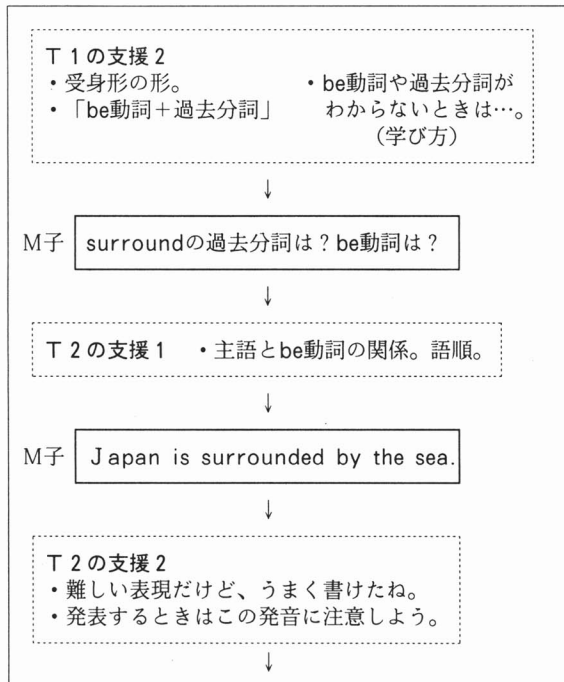 T1の支援2
・受身形の形。
・「be動詞+過去分詞」
・be動詞や過去分詞が
わからないときは…。
(学び方)
↓
M子 surroundの過去分詞は?be動詞は?
↓
T2の支援1 ・主語とbe動詞の関係。語順。
↓
M子 Japan is surrounded by the sea.
↓
T2の支援2
・難しい表現だけど、うまく書けたね。
・発表するときはこの発音に注意しよう。
↓